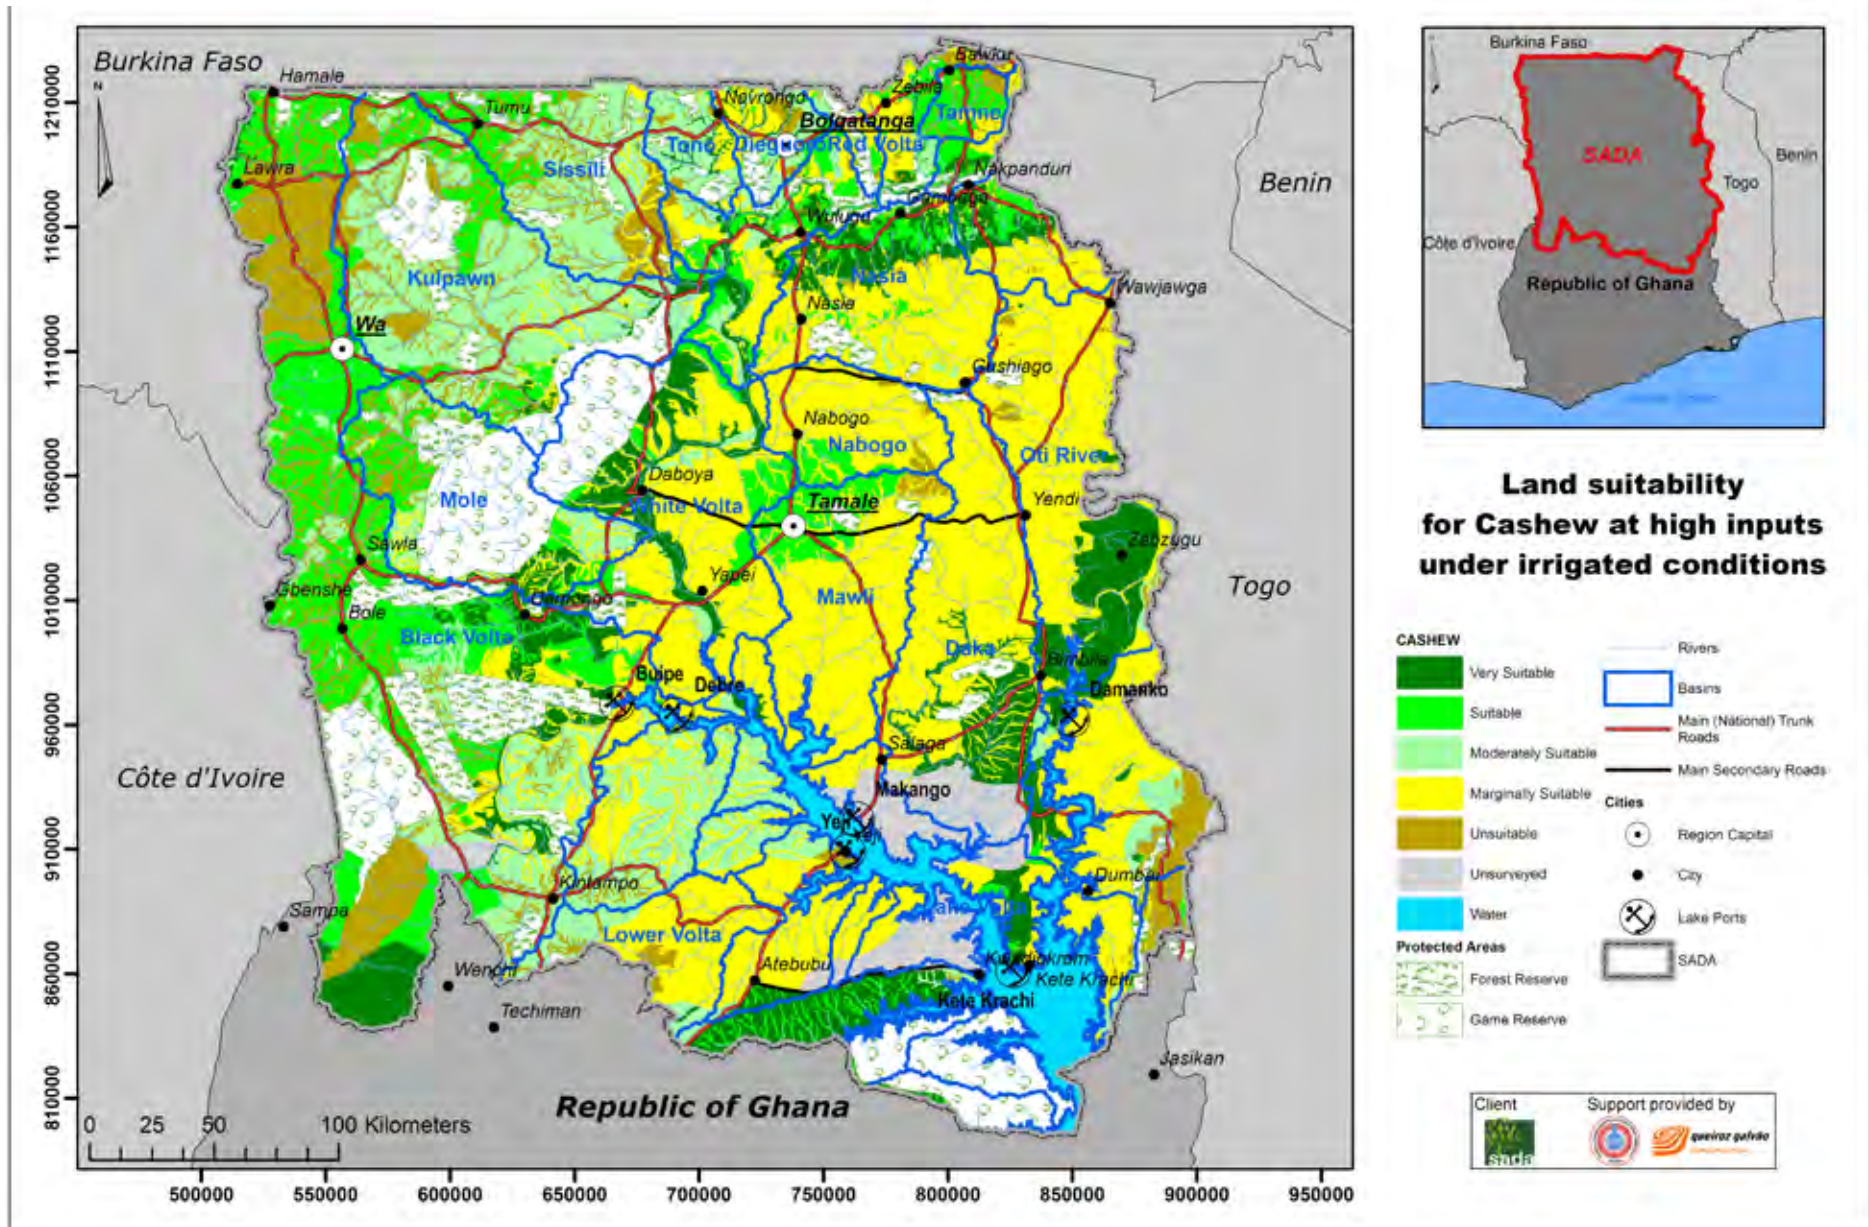 Burkina Faso
Hamale
Tumu
Navrongo
Zebila
Bawku
Bolgatanga
Tamne
Tono
Red Volta
Sissili
Lawra
Nakpanduri
Gambaga
Wulugu
Benin
Kulpawn
Nasia
Nasia
Wawjawga
Wa
Gushiago
Nabogo
Nabogo
Oti River
Daboya
Mole
White Volta
Tamale
Yendi
Sawla
Zabzugu
Gbenshe
Yapei
Togo
Bole
Damongo
Mawli
Black Volta
Daka
Bimbila
Buipe
Debre
Damanko
Salaga
Côte d'Ivoire
Makango
Yeji
Yeji
Kintampo
Dumbai
Sampa
Lower Volta
Wenchi
Atebubu
Kwadiokrom
Kete Krachi
Kete Krachi
Techiman
Jasikan
Republic of Ghana
N
0 25 50 100 Kilometers
1210000
1160000
1110000
1060000
1010000
960000
910000
860000
810000
500000 550000 600000 650000 700000 750000 800000 850000 900000 950000
Burkina Faso
SADA
Benin
Togo
Côte d'Ivoire
Republic of Ghana
Land suitability
for Cashew at high inputs
under irrigated conditions
CASHEW
Very Suitable
Suitable
Moderately Suitable
Marginally Suitable
Unsuitable
Unsurveyed
Water
Protected Areas
Forest Reserve
Game Reserve
Rivers
Basins
Main (National) Trunk
Roads
Main Secondary Roads
Cities
Region Capital
City
Lake Ports
SADA
Client
Support provided by
sada
queiroz galvão